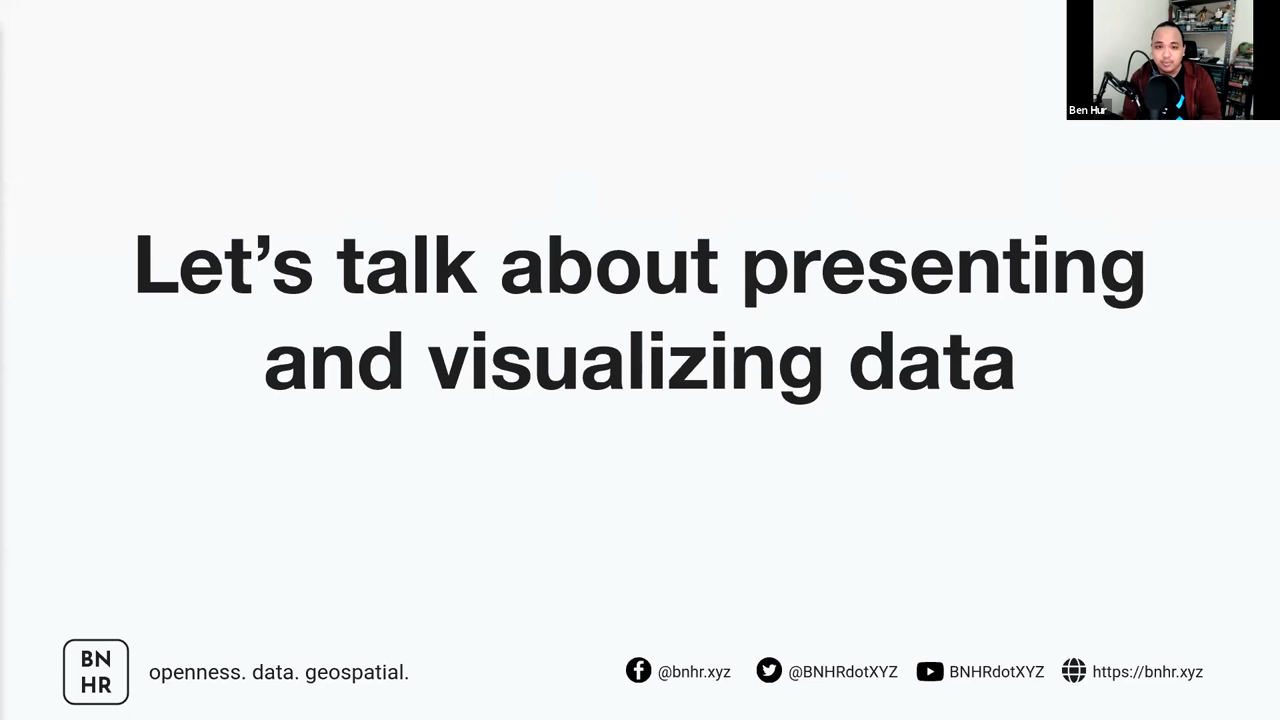 Ben Hur
Let’s talk about presenting
and visualizing data
BN
HR
openness. data. geospatial.
@bnhr.xyz
@BNHRdotXYZ
BNHRdotXYZ
https://bnhr.xyz